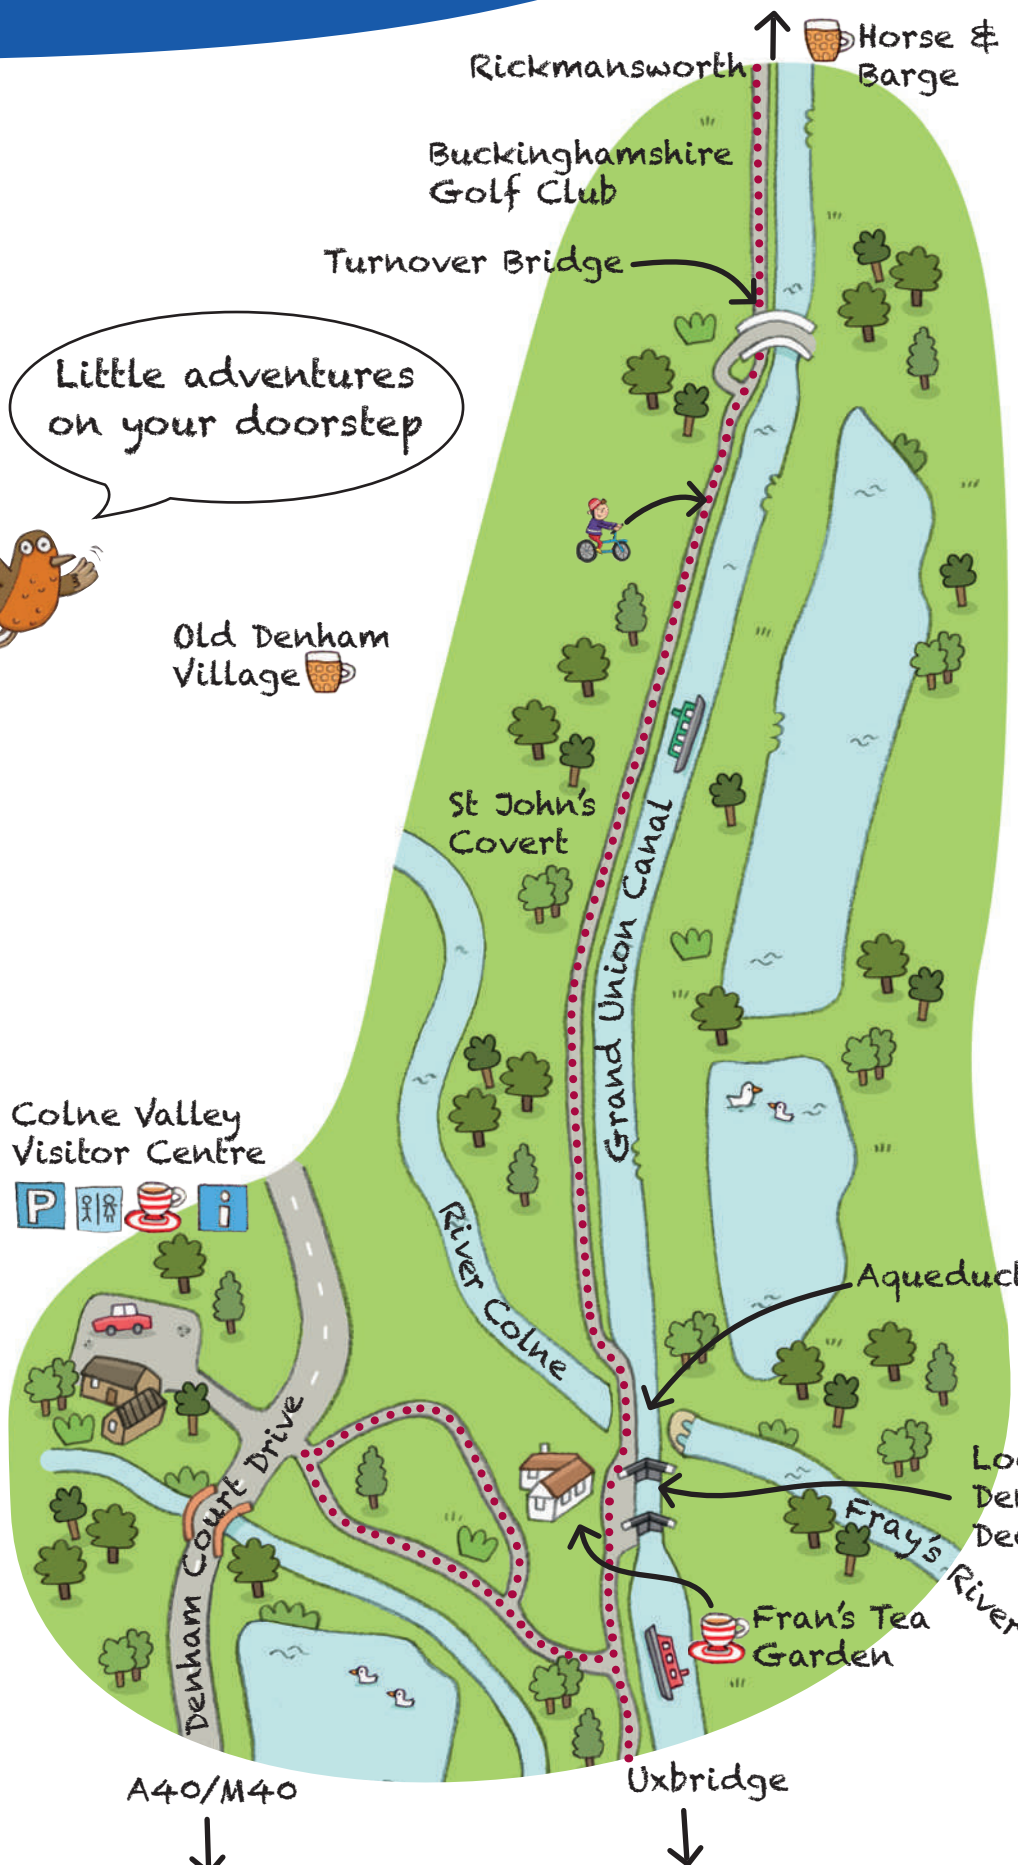 Rickmansworth
Horse &
Barge
Buckinghamshire
Golf Club
Turnover Bridge
Little adventures
on your doorstep
Old Denham
Village
St John's
Covert
Grand Union Canal
Colne Valley
Visitor Centre
P
i
River Colne
Aqueduct
Denham Court Drive
Fray's River
Fran's Tea
Garden
A40/M40
Uxbridge